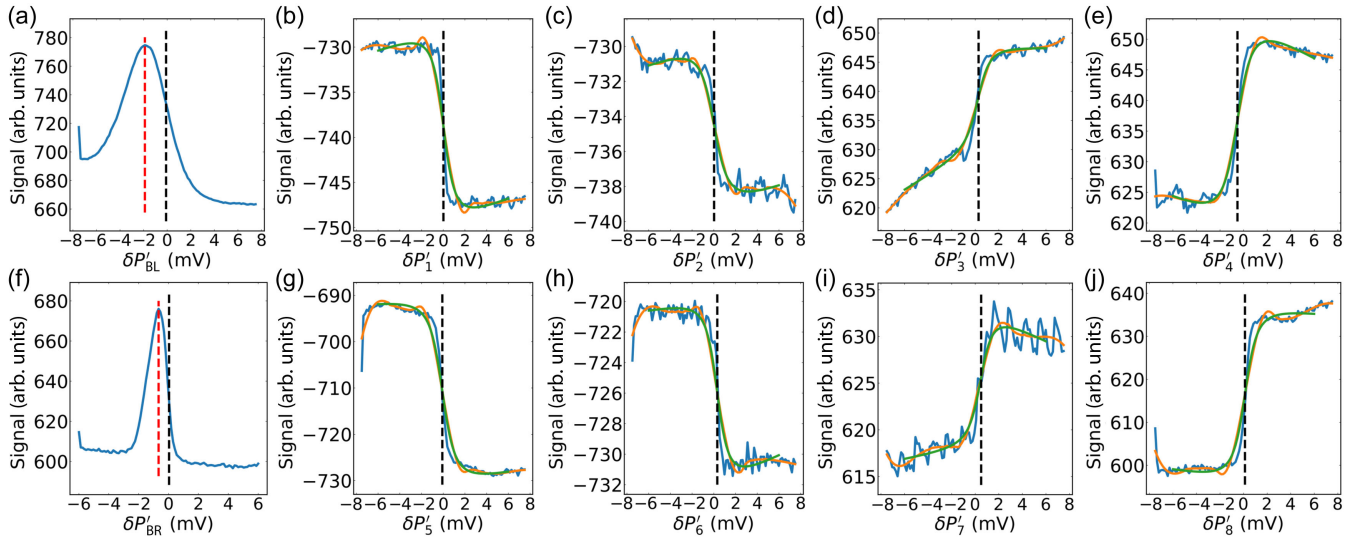 (a)
780
760
740
720
700
680
660
Signal (arb. units)
−8 −6 −4 −2 0 2 4 6 8
δP′BL (mV)
(b)
−730
−735
−740
−745
−750
Signal (arb. units)
−8 −6 −4 −2 0 2 4 6 8
δP′1 (mV)
(c)
−730
−732
−734
−736
−738
−740
Signal (arb. units)
−8 −6 −4 −2 0 2 4 6 8
δP′2 (mV)
(d)
650
645
640
635
630
625
620
Signal (arb. units)
−8 −6 −4 −2 0 2 4 6 8
δP′3 (mV)
(e)
650
645
640
635
630
625
620
Signal (arb. units)
−8 −6 −4 −2 0 2 4 6 8
δP′4 (mV)
(f)
680
660
640
620
600
Signal (arb. units)
−6 −4 −2 0 2 4 6
δP′BR (mV)
(g)
−690
−700
−710
−720
−730
Signal (arb. units)
−8 −6 −4 −2 0 2 4 6 8
δP′5 (mV)
(h)
−720
−722
−724
−726
−728
−730
−732
Signal (arb. units)
−8 −6 −4 −2 0 2 4 6 8
δP′6 (mV)
(i)
635
630
625
620
615
Signal (arb. units)
−8 −6 −4 −2 0 2 4 6 8
δP′7 (mV)
(j)
640
630
620
610
600
Signal (arb. units)
−8 −6 −4 −2 0 2 4 6 8
δP′8 (mV)